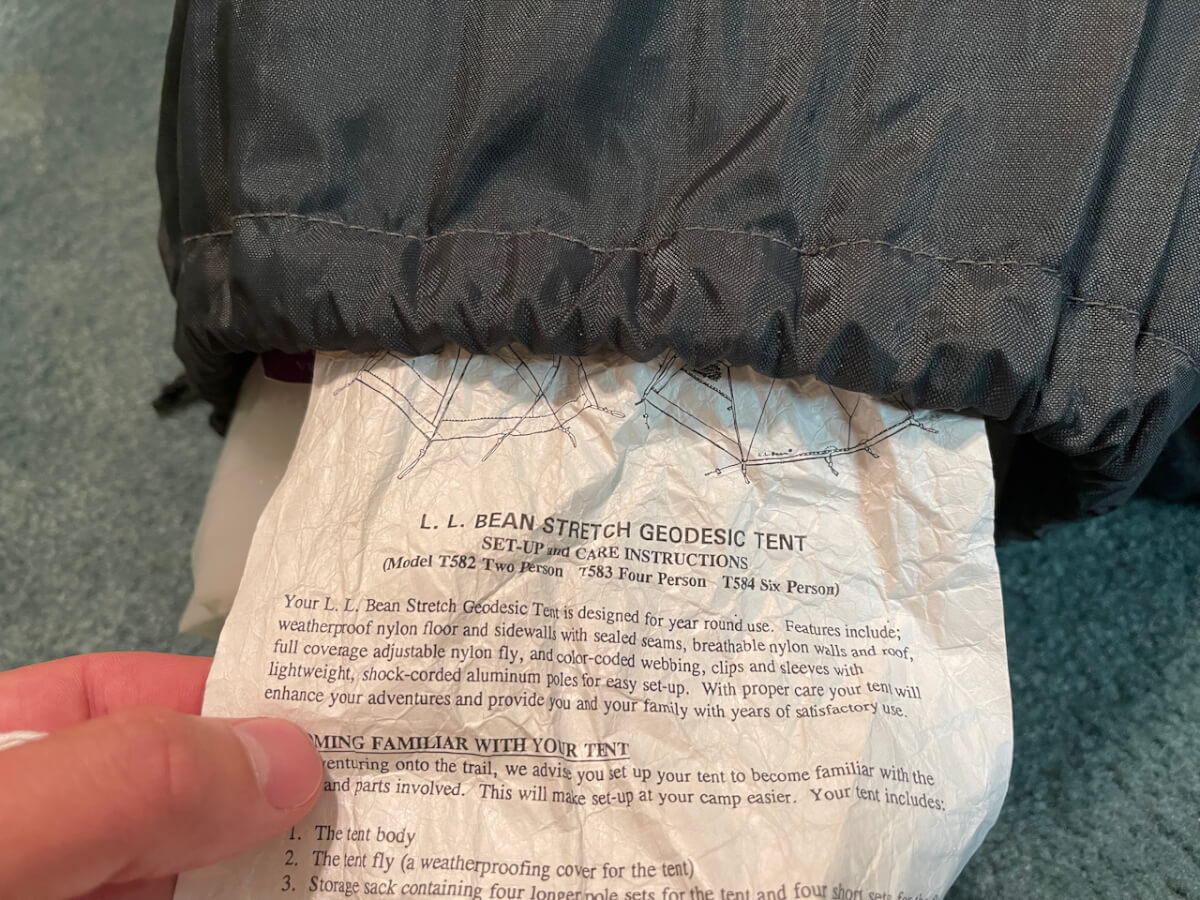 L. L. BEAN STRETCH GEODESIC TENT
SET-UP and CARE INSTRUCTIONS
(Model T582 Two Person T583 Four Person T584 Six Person)
Your L. L. Bean Stretch Geodesic Tent is designed for year round use. Features include;
weatherproof nylon floor and sidewalls with sealed seams, breathable nylon walls and roof,
full coverage adjustable nylon fly, and color-coded webbing, clips and sleeves with
lightweight, shock-corded aluminum poles for easy set-up. With proper care your tent will
enhance your adventures and provide you and your family with years of satisfactory use.
MING FAMILIAR WITH YOUR TENT
venturing onto the trail, we advise you set up your tent to become familiar with the
and parts involved. This will make set-up at your camp easier. Your tent includes:
1. The tent body
2. The tent fly (a weatherproofing cover for the tent)
3. Storage sack containing four longer pole sets for the tent and four short sets for the